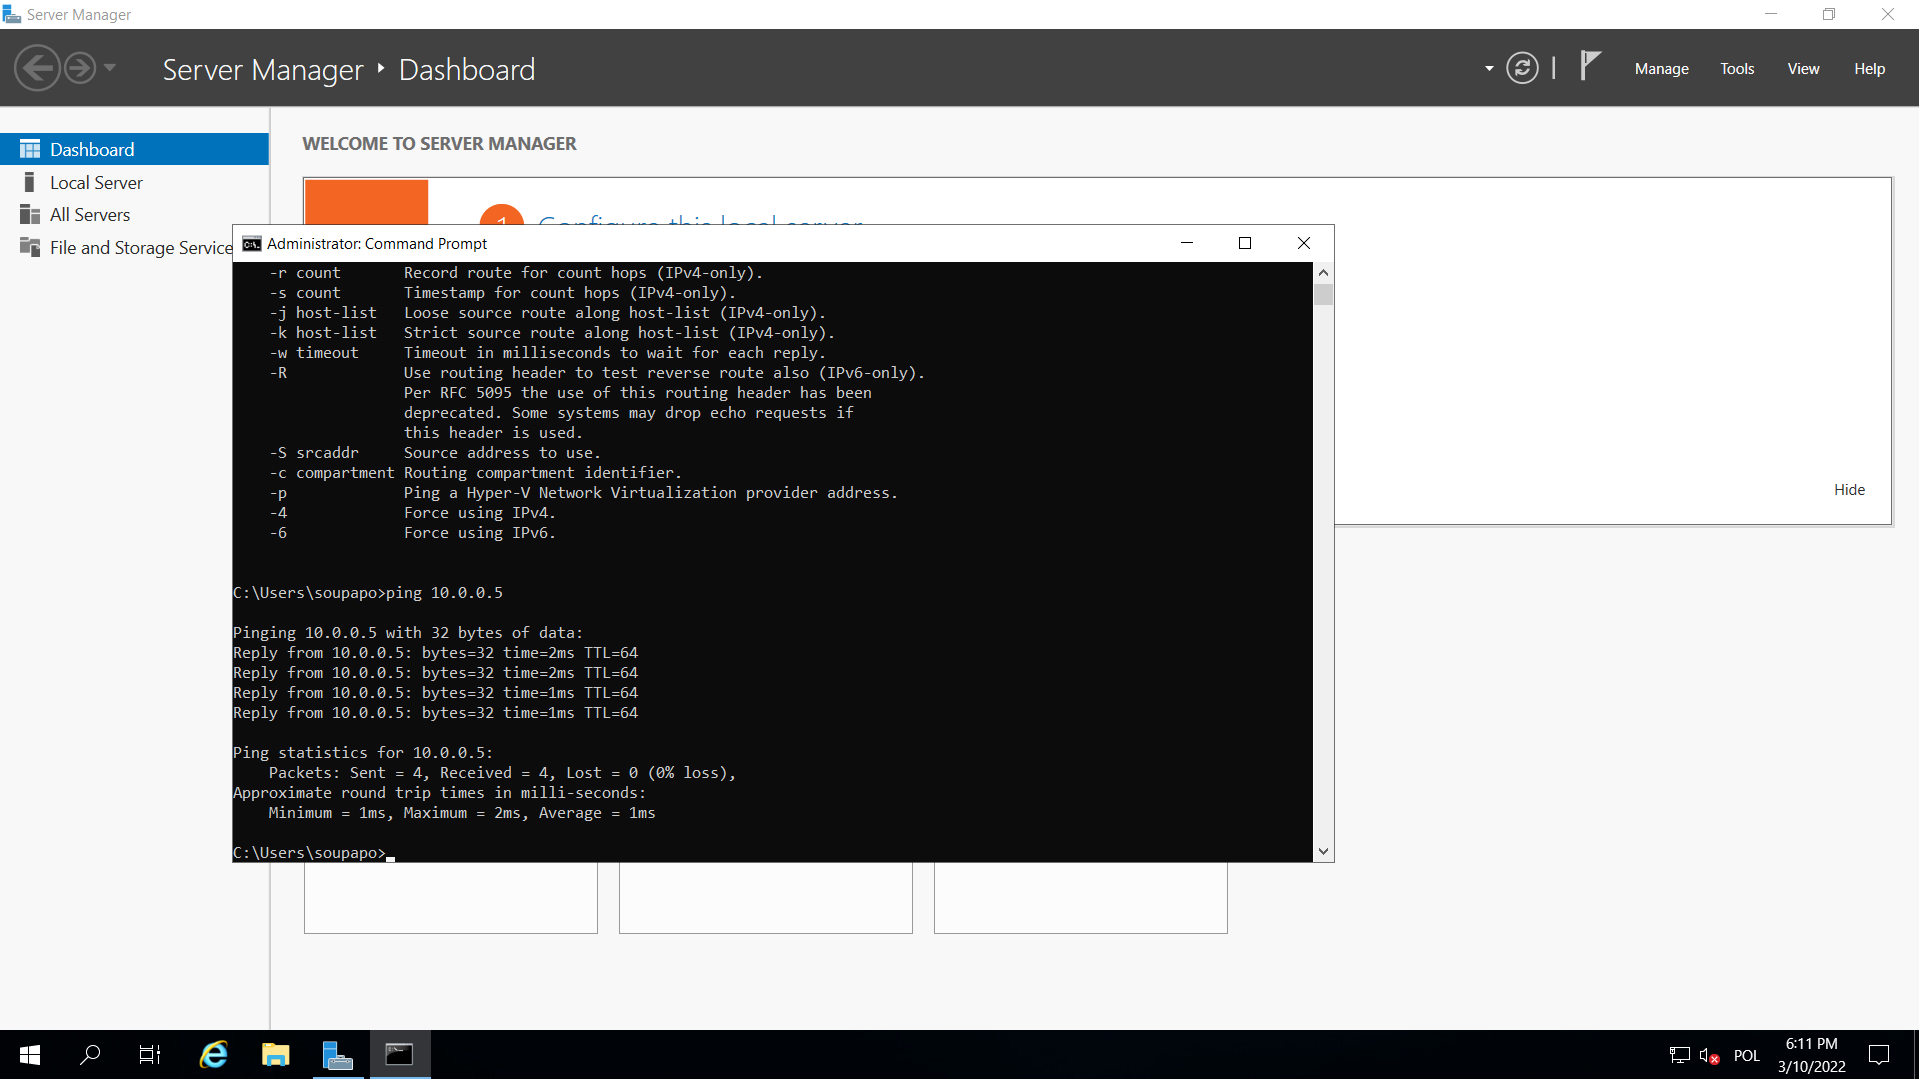 Server Manager
Server Manager ‣ Dashboard
Manage Tools View Help
Dashboard
Local Server
All Servers
File and Storage Service
WELCOME TO SERVER MANAGER
1 Configure this local server
Hide
Administrator: Command Prompt
-r count Record route for count hops (IPv4-only).
-s count Timestamp for count hops (IPv4-only).
-j host-list Loose source route along host-list (IPv4-only).
-k host-list Strict source route along host-list (IPv4-only).
-w timeout Timeout in milliseconds to wait for each reply.
-R Use routing header to test reverse route also (IPv6-only).
Per RFC 5095 the use of this routing header has been
deprecated. Some systems may drop echo requests if
this header is used.
-S srcaddr Source address to use.
-c compartment Routing compartment identifier.
-p Ping a Hyper-V Network Virtualization provider address.
-4 Force using IPv4.
-6 Force using IPv6.
C:\Users\soupapo>ping 10.0.0.5
Pinging 10.0.0.5 with 32 bytes of data:
Reply from 10.0.0.5: bytes=32 time=2ms TTL=64
Reply from 10.0.0.5: bytes=32 time=2ms TTL=64
Reply from 10.0.0.5: bytes=32 time=1ms TTL=64
Reply from 10.0.0.5: bytes=32 time=1ms TTL=64
Ping statistics for 10.0.0.5:
Packets: Sent = 4, Received = 4, Lost = 0 (0% loss),
Approximate round trip times in milli-seconds:
Minimum = 1ms, Maximum = 2ms, Average = 1ms
C:\Users\soupapo>
POL
6:11 PM
3/10/2022